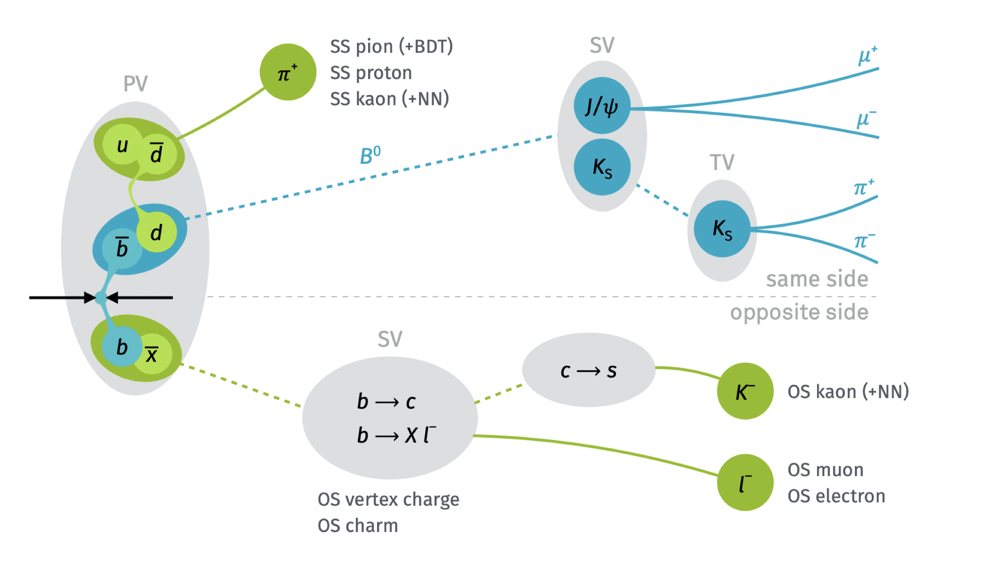 PV
u
d̅
d
b̅
b
x̅
π⁺
SS pion (+BDT)
SS proton
SS kaon (+NN)
B⁰
SV
J/ψ
K_S
μ⁺
μ⁻
TV
K_S
π⁺
π⁻
same side
opposite side
SV
b ⟶ c
b ⟶ X l⁻
OS vertex charge
OS charm
c ⟶ s
K⁻
OS kaon (+NN)
l⁻
OS muon
OS electron